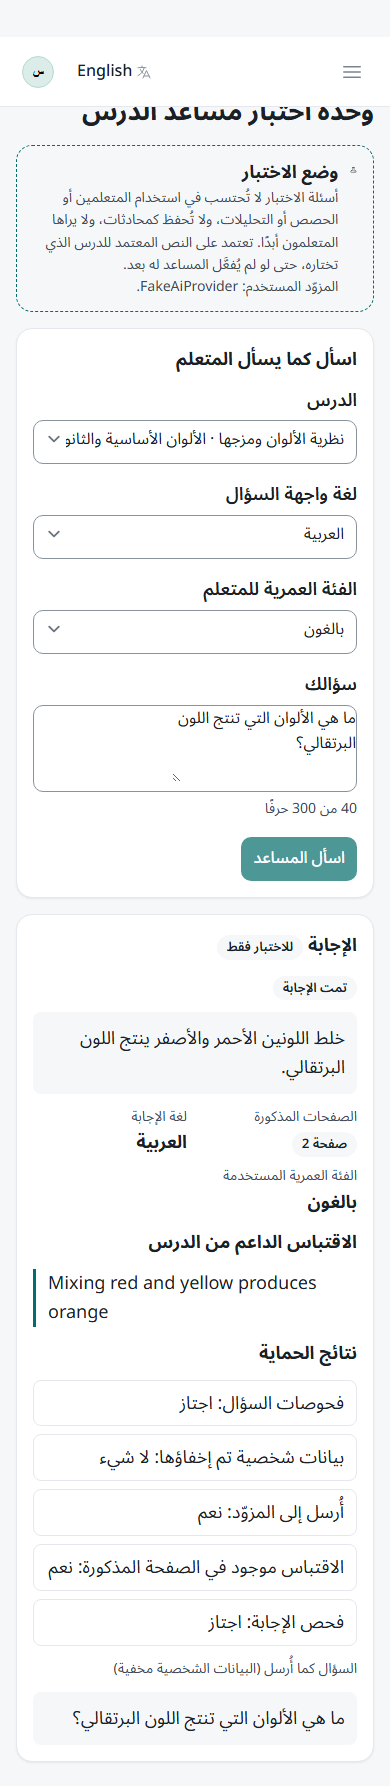 س
English
وحدة اختبار مساعد الدرس
وضع الاختبار
أسئلة الاختبار لا تُحتسب في استخدام المتعلمين أو
الحصص أو التحليلات، ولا تُحفظ كمحادثات، ولا يراها
المتعلمون أبدًا. تعتمد على النص المعتمد للدرس الذي
تختاره، حتى لو لم يُفعَّل المساعد له بعد.
المزوّد المستخدم: FakeAiProvider.
اسأل كما يسأل المتعلم
الدرس
نظرية الألوان ومزجها · الألوان الأساسية والثانو
لغة واجهة السؤال
العربية
الفئة العمرية للمتعلم
بالغون
سؤالك
ما هي الألوان التي تنتج اللون
البرتقالي؟
40 من 300 حرفًا
اسأل المساعد
الإجابة للاختبار فقط
تمت الإجابة
خلط اللونين الأحمر والأصفر ينتج اللون
البرتقالي.
الصفحات المذكورة
صفحة 2
لغة الإجابة
العربية
الفئة العمرية المستخدمة
بالغون
الاقتباس الداعم من الدرس
Mixing red and yellow produces
orange
نتائج الحماية
فحوصات السؤال: اجتاز
بيانات شخصية تم إخفاؤها: لا شيء
أُرسل إلى المزوّد: نعم
الاقتباس موجود في الصفحة المذكورة: نعم
فحص الإجابة: اجتاز
السؤال كما أُرسل (البيانات الشخصية مخفية)
ما هي الألوان التي تنتج اللون البرتقالي؟